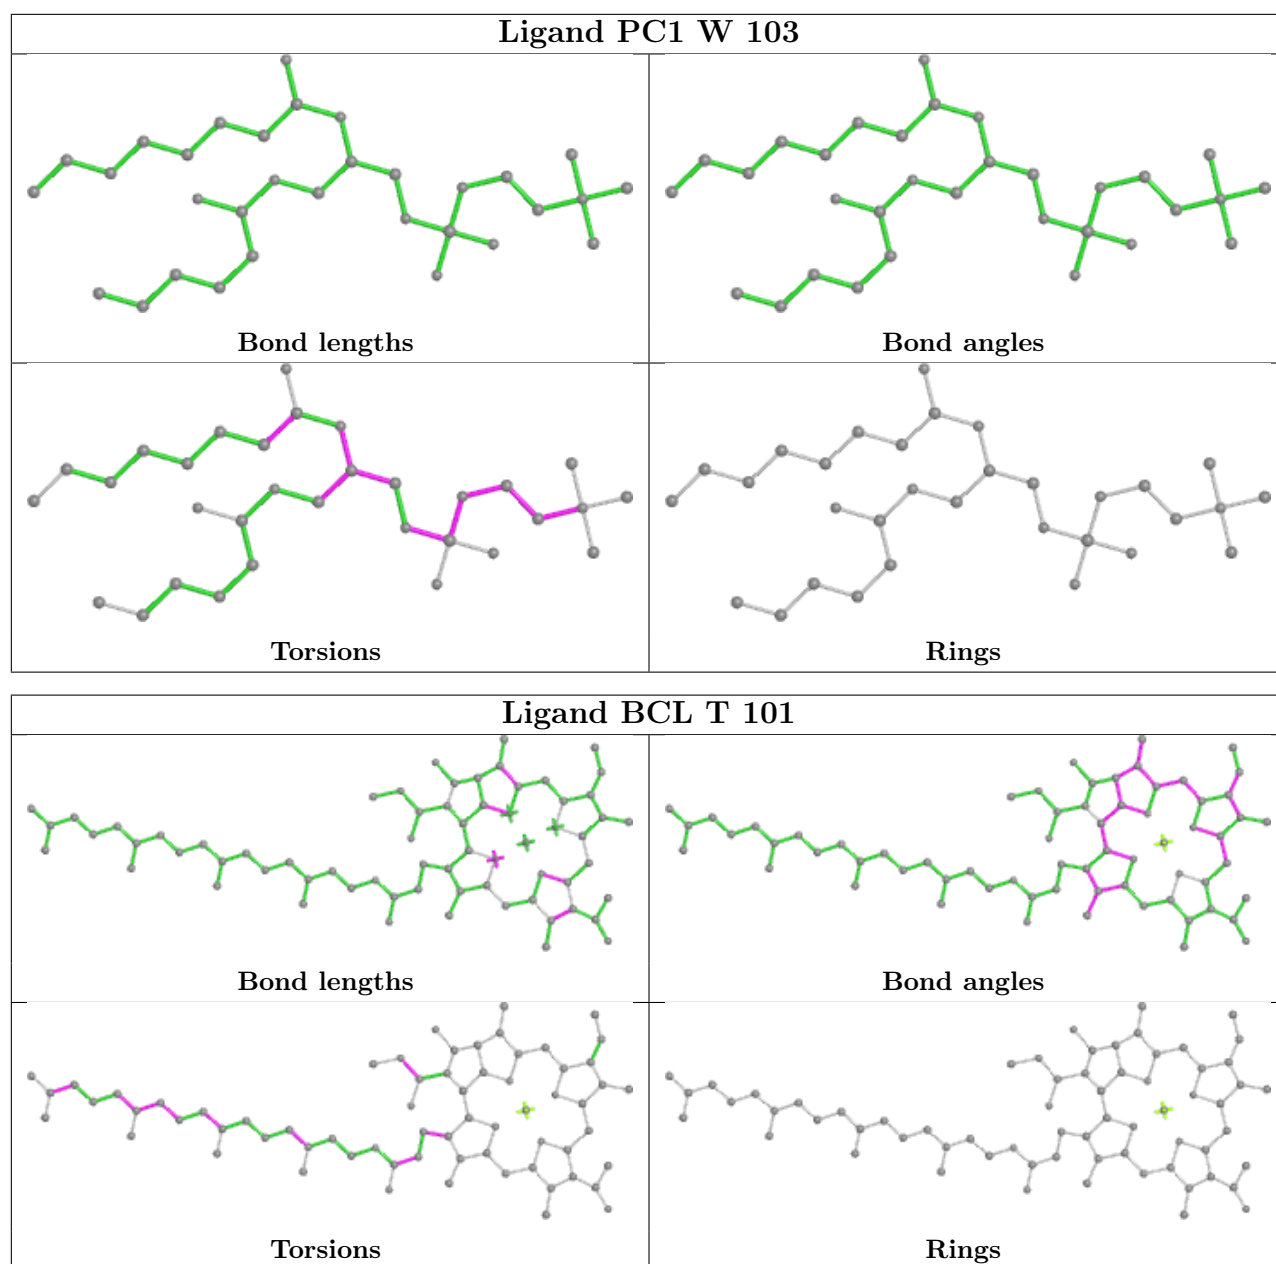 Ligand PC1 W 103
Bond lengths
Bond angles
Torsions
Rings
Ligand BCL T 101
Bond lengths
Bond angles
Torsions
Rings